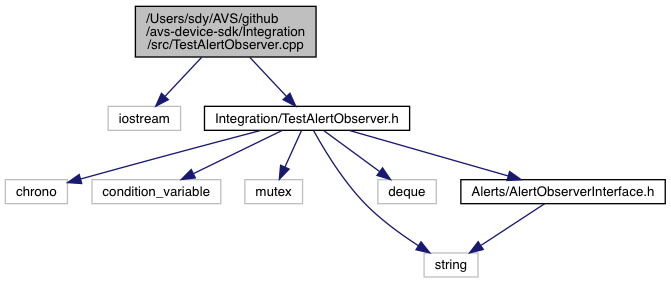 /Users/sdy/AVS/github
/avs-device-sdk/Integration
/src/TestAlertObserver.cpp
iostream
Integration/TestAlertObserver.h
chrono
condition_variable
mutex
deque
Alerts/AlertObserverInterface.h
string